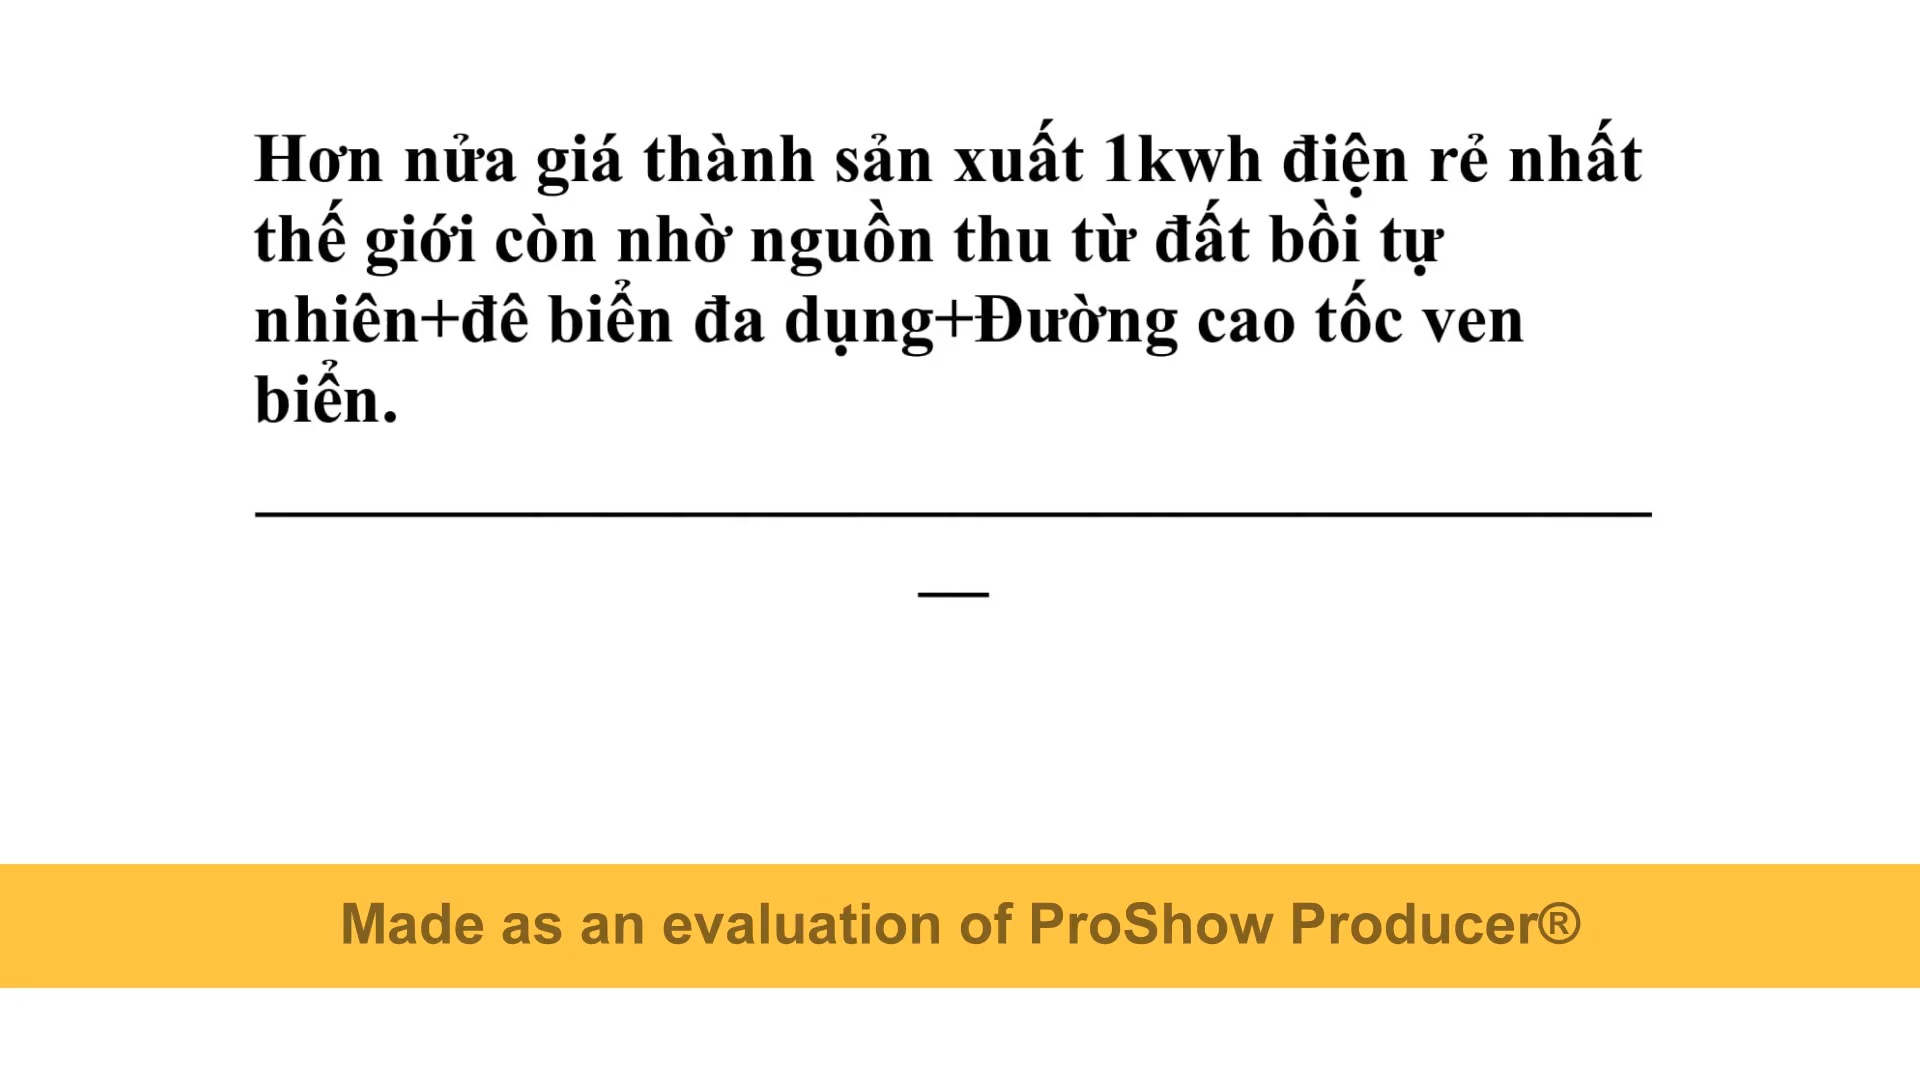 Hơn nửa giá thành sản xuất 1kwh điện rẻ nhất
thế giới còn nhờ nguồn thu từ đất bồi tự
nhiên+đê biển đa dụng+Đường cao tốc ven
biển.
Made as an evaluation of ProShow Producer®